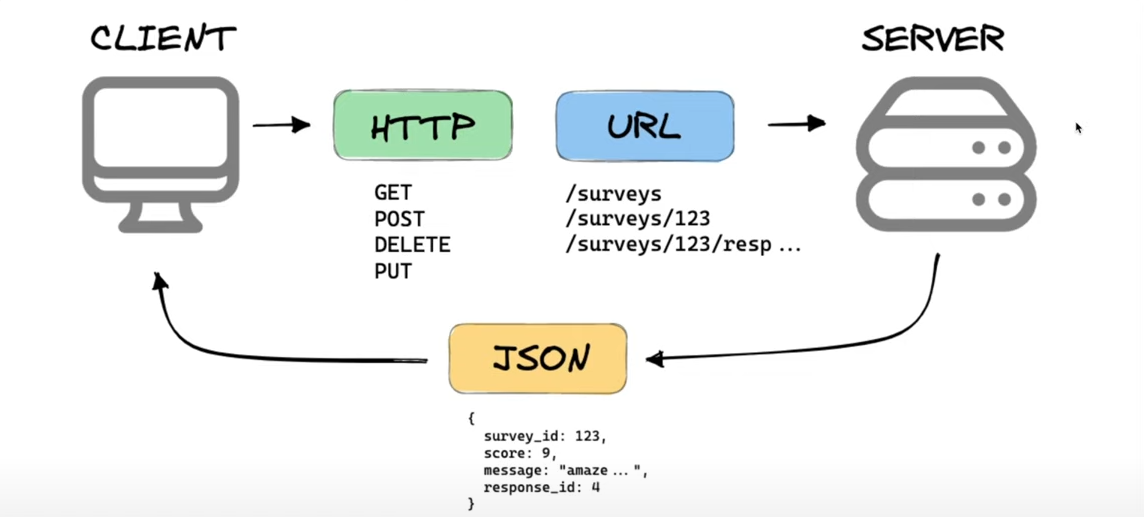 CLIENT
SERVER
HTTP
URL
GET
POST
DELETE
PUT
/surveys
/surveys/123
/surveys/123/resp ...
JSON
{
survey_id: 123,
score: 9,
message: "amaze ... ",
response_id: 4
}